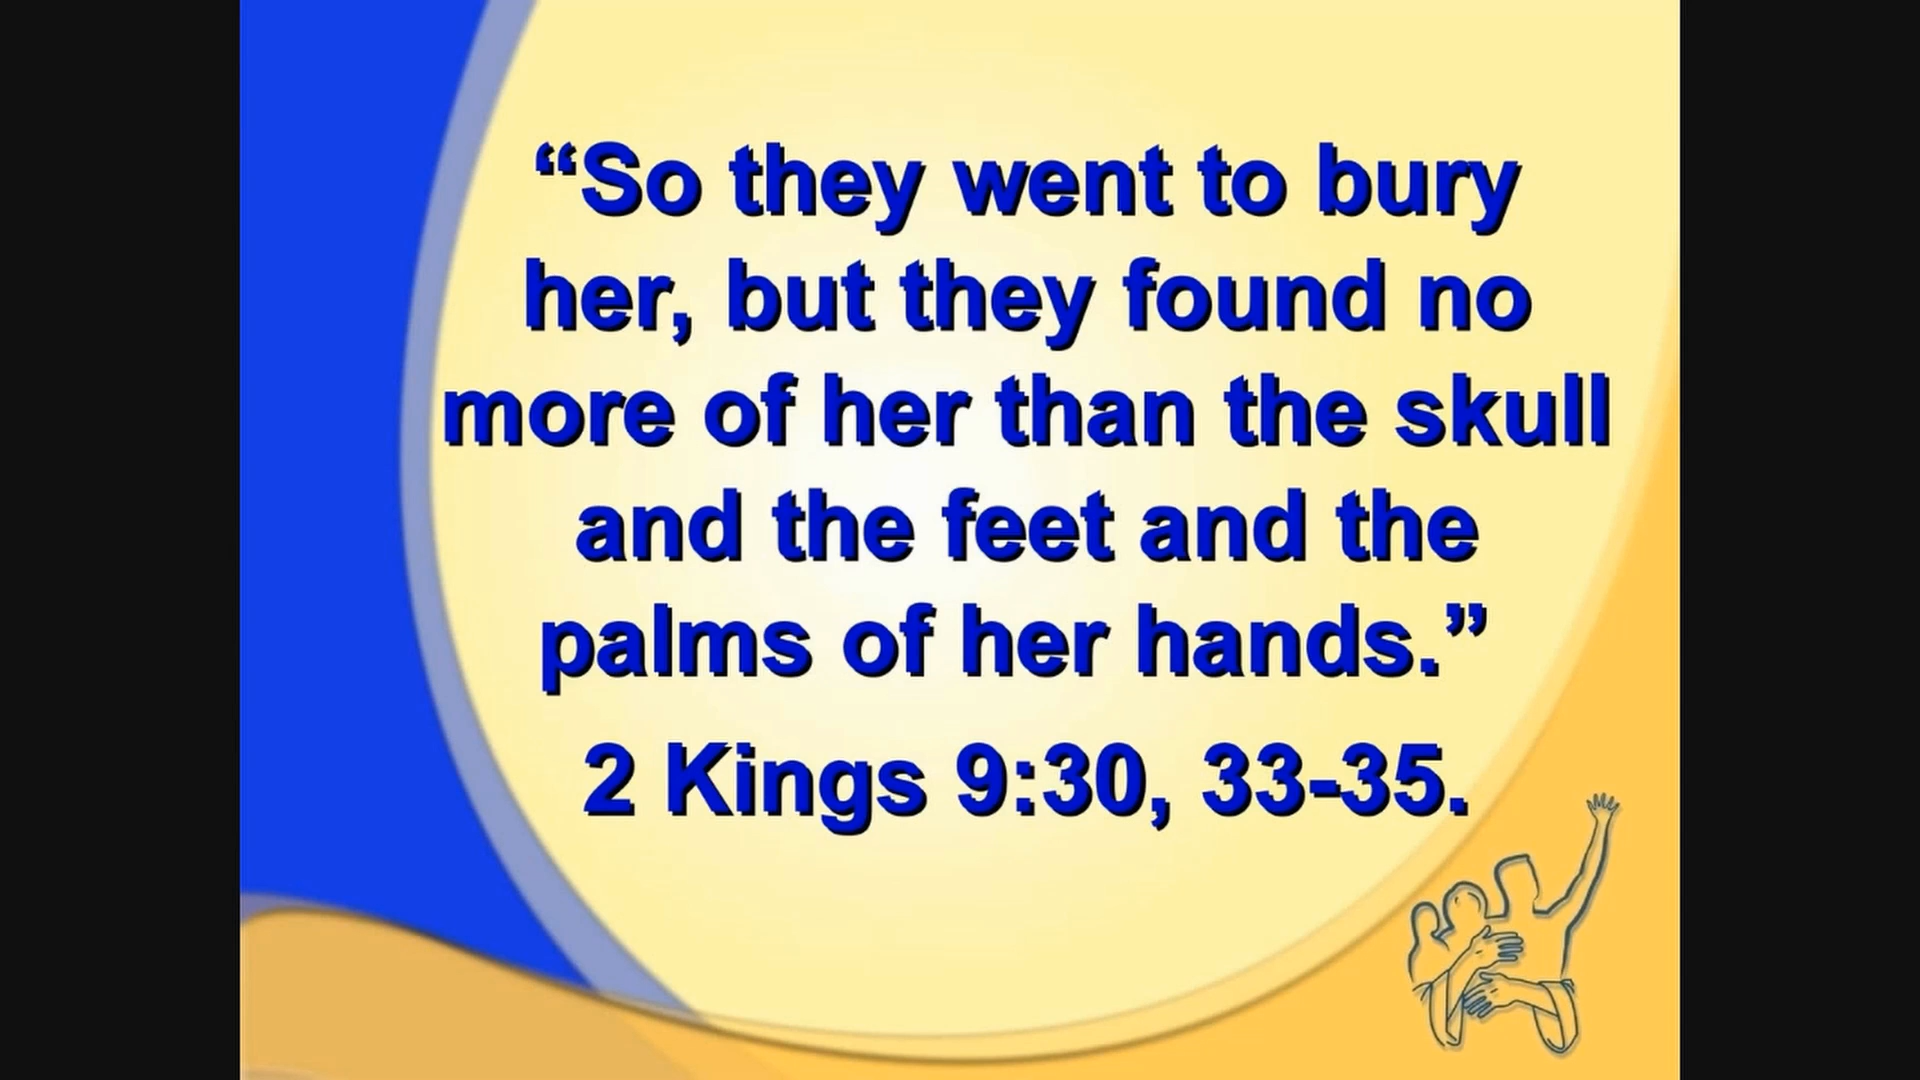 “So they went to bury
her, but they found no
more of her than the skull
and the feet and the
palms of her hands.”
2 Kings 9:30, 33-35.